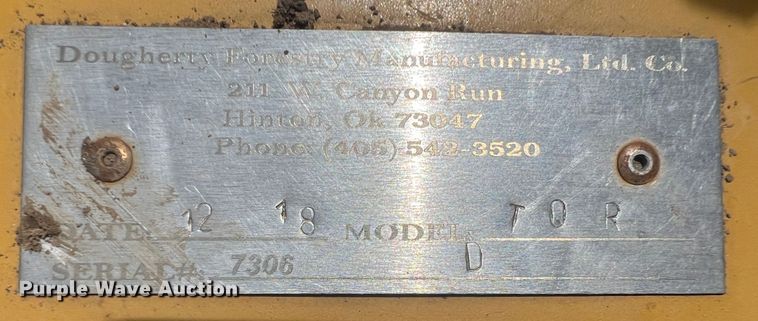 Dougherty Forestry Manufacturing, Ltd. Co.
211 W. Canyon Run
Hinton, Ok 73047
Phone: (405) 542-3520
DATE: 12 18 MODEL: TOR
SERIAL#: 7306 D
Purple Wave Auction